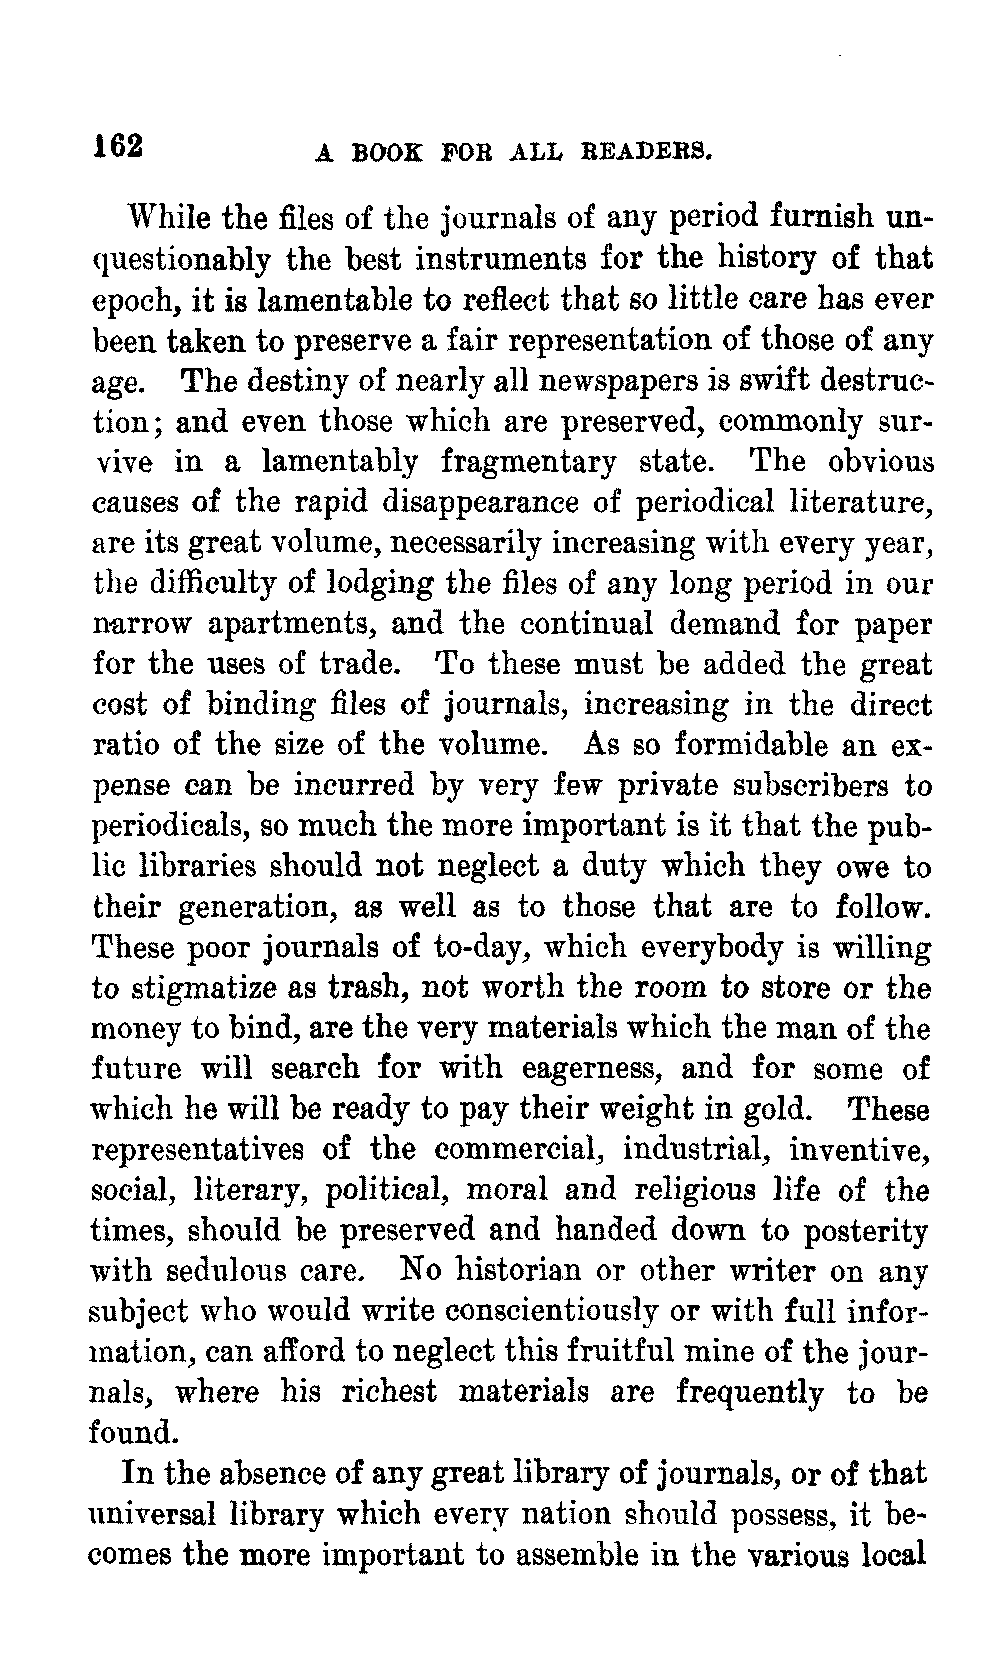 162
A BOOK FOR ALL READERS.
While the files of the journals of any period furnish un-
questionably the best instruments for the history of that
epoch, it is lamentable to reflect that so little care has ever
been taken to preserve a fair representation of those of any
age. The destiny of nearly all newspapers is swift destruc-
tion; and even those which are preserved, commonly sur-
vive in a lamentably fragmentary state. The obvious
causes of the rapid disappearance of periodical literature,
are its great volume, necessarily increasing with every year,
the difficulty of lodging the files of any long period in our
narrow apartments, and the continual demand for paper
for the uses of trade. To these must be added the great
cost of binding files of journals, increasing in the direct
ratio of the size of the volume. As so formidable an ex-
pense can be incurred by very few private subscribers to
periodicals, so much the more important is it that the pub-
lic libraries should not neglect a duty which they owe to
their generation, as well as to those that are to follow.
These poor journals of to-day, which everybody is willing
to stigmatize as trash, not worth the room to store or the
money to bind, are the very materials which the man of the
future will search for with eagerness, and for some of
which he will be ready to pay their weight in gold. These
representatives of the commercial, industrial, inventive,
social, literary, political, moral and religious life of the
times, should be preserved and handed down to posterity
with sedulous care. No historian or other writer on any
subject who would write conscientiously or with full infor-
mation, can afford to neglect this fruitful mine of the jour-
nals, where his richest materials are frequently to be
found.
In the absence of any great library of journals, or of that
universal library which every nation should possess, it be-
comes the more important to assemble in the various local